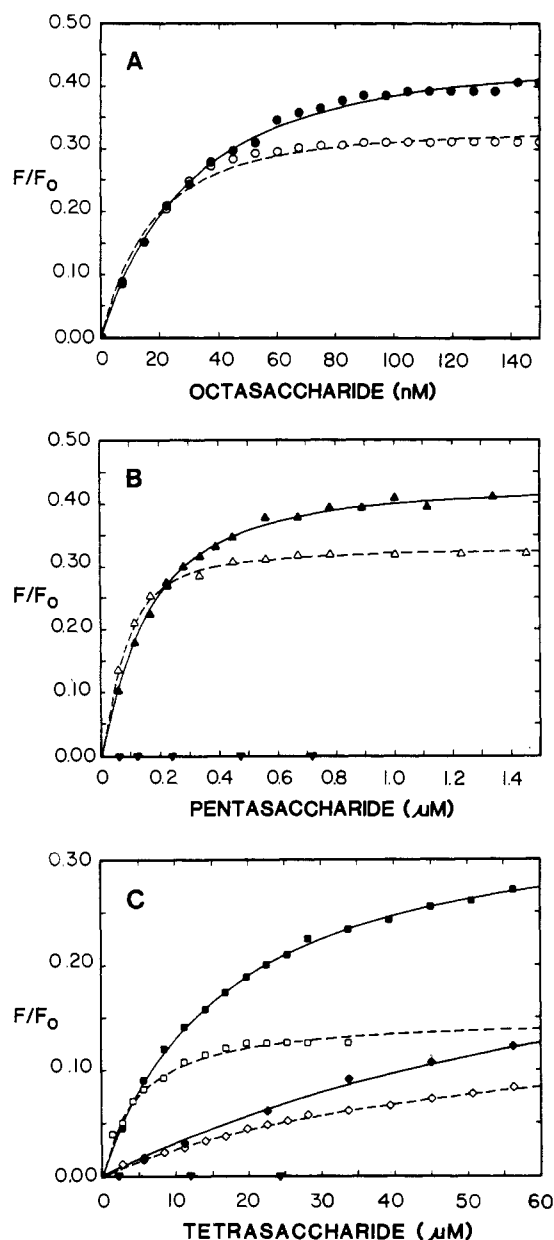 0.50
A
0.40
0.30
F/Fo
0.20
0.10
0.00
0 20 40 60 80 100 120 140
OCTASACCHARIDE (nM)
0.50
B
0.40
0.30
F/Fo
0.20
0.10
0.00
0 0.2 0.4 0.6 0.8 1.0 1.2 1.4
PENTASACCHARIDE (μM)
0.30
C
0.20
F/Fo
0.10
0.00
0 10 20 30 40 50 60
TETRASACCHARIDE (μM)